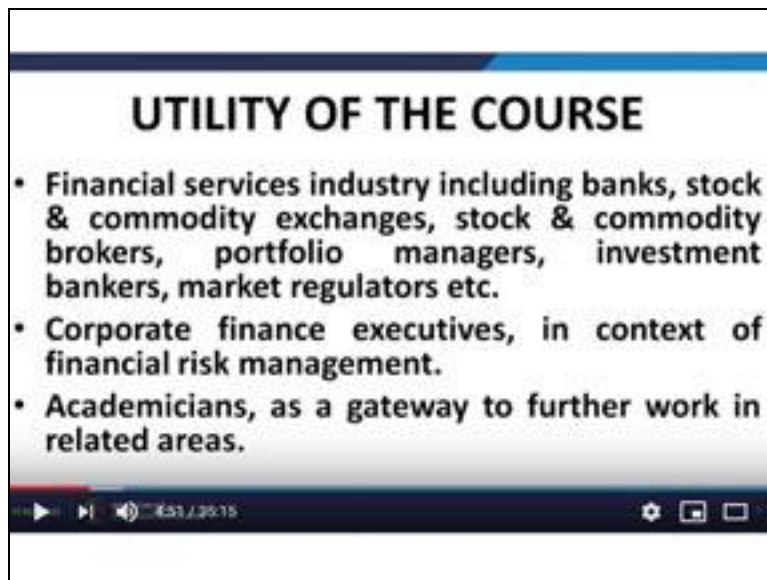 UTILITY OF THE COURSE
• Financial services industry including banks, stock
& commodity exchanges, stock & commodity
brokers, portfolio managers, investment
bankers, market regulators etc.
• Corporate finance executives, in context of
financial risk management.
• Academicians, as a gateway to further work in
related areas.